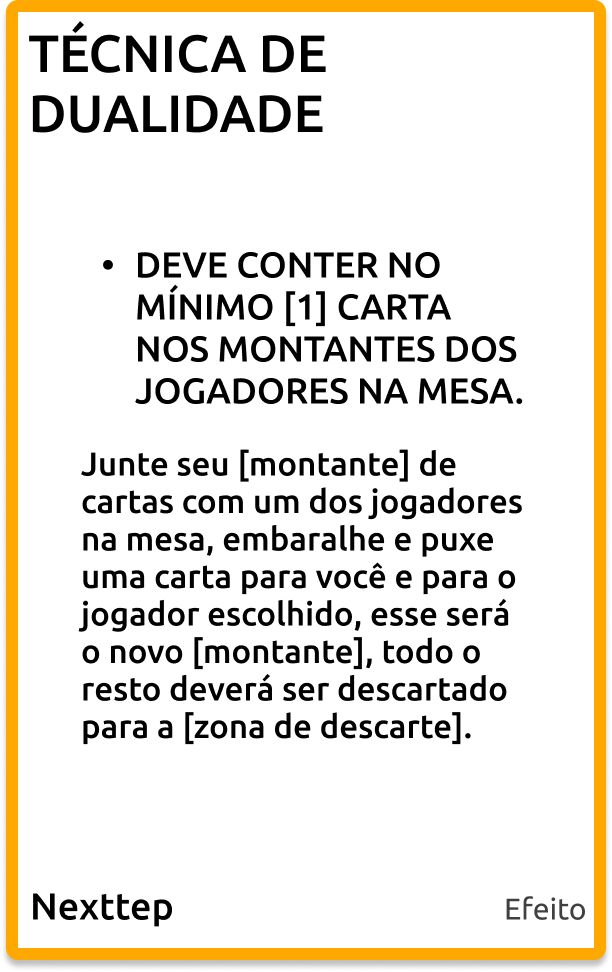 TÉCNICA DE
DUALIDADE
• DEVE CONTER NO
MÍNIMO [1] CARTA
NOS MONTANTES DOS
JOGADORES NA MESA.
Junte seu [montante] de
cartas com um dos jogadores
na mesa, embaralhe e puxe
uma carta para você e para o
jogador escolhido, esse será
o novo [montante], todo o
resto deverá ser descartado
para a [zona de descarte].
Nexttep
Efeito